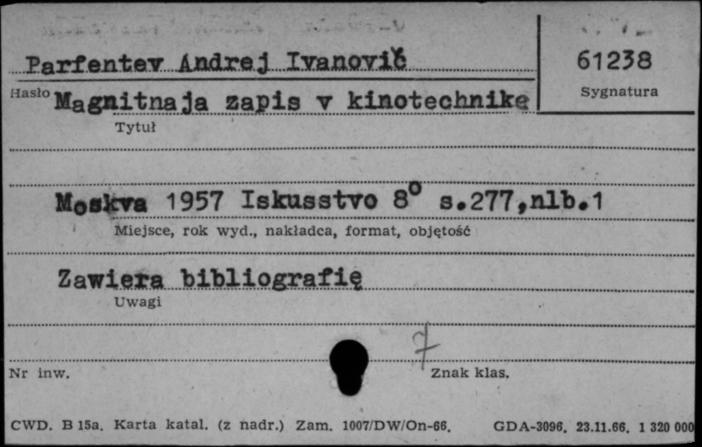 Parfentev Andrej Ivanovič
61238
Hasło
Sygnatura
Magnitnaja zapis v kinotechnike
Tytuł
Moskva 1957 Iskusstvo 8° s.277,nlb.1
Miejsce, rok wyd., nakładca, format, objętość
Zawiera bibliografię
Uwagi
7
Nr inw.
Znak klas.
CWD. B 15a. Karta katal. (z nadr.) Zam. 1007/DW/On-66. GDA-3096. 23.11.66. 1 320 000